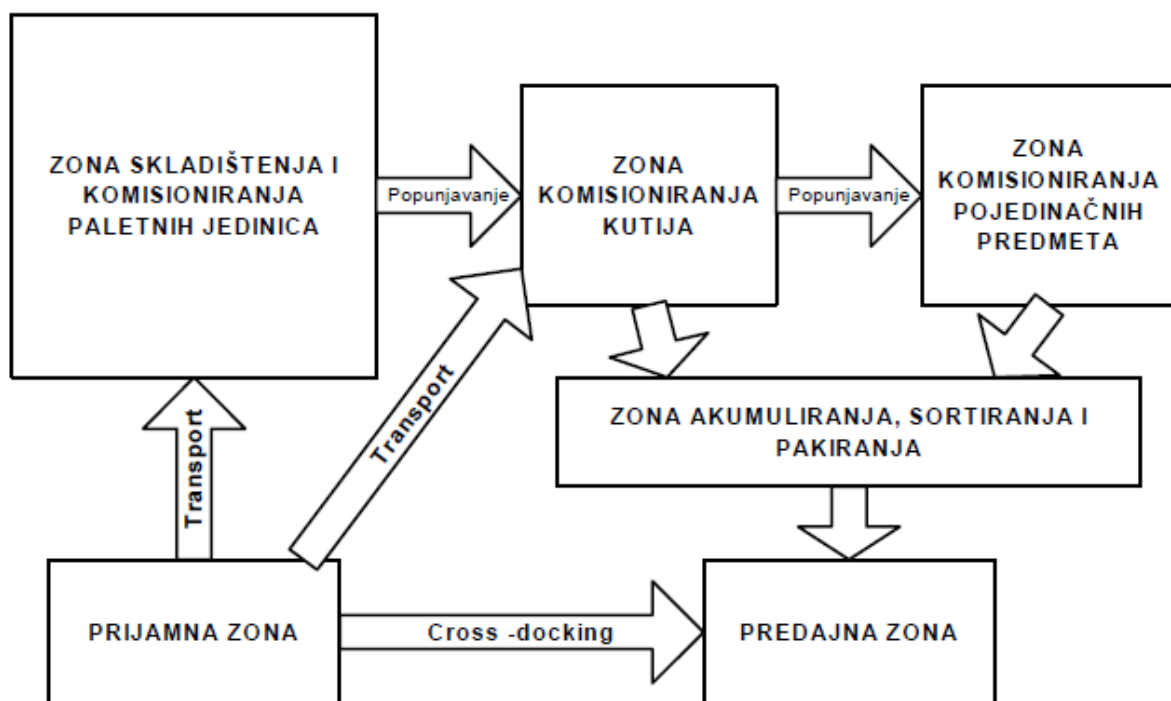 ZONA SKLADIŠTENJA I
KOMISIONIRANJA
PALETNIH JEDINICA
Popunjavanje
ZONA
KOMISIONIRANJA
KUTIJA
Popunjavanje
ZONA
KOMISIONIRANJA
POJEDINAČNIH
PREDMETA
Transport
Transport
ZONA AKUMULIRANJA, SORTIRANJA I
PAKIRANJA
PRIJAMNA ZONA
Cross -docking
PREDAJNA ZONA